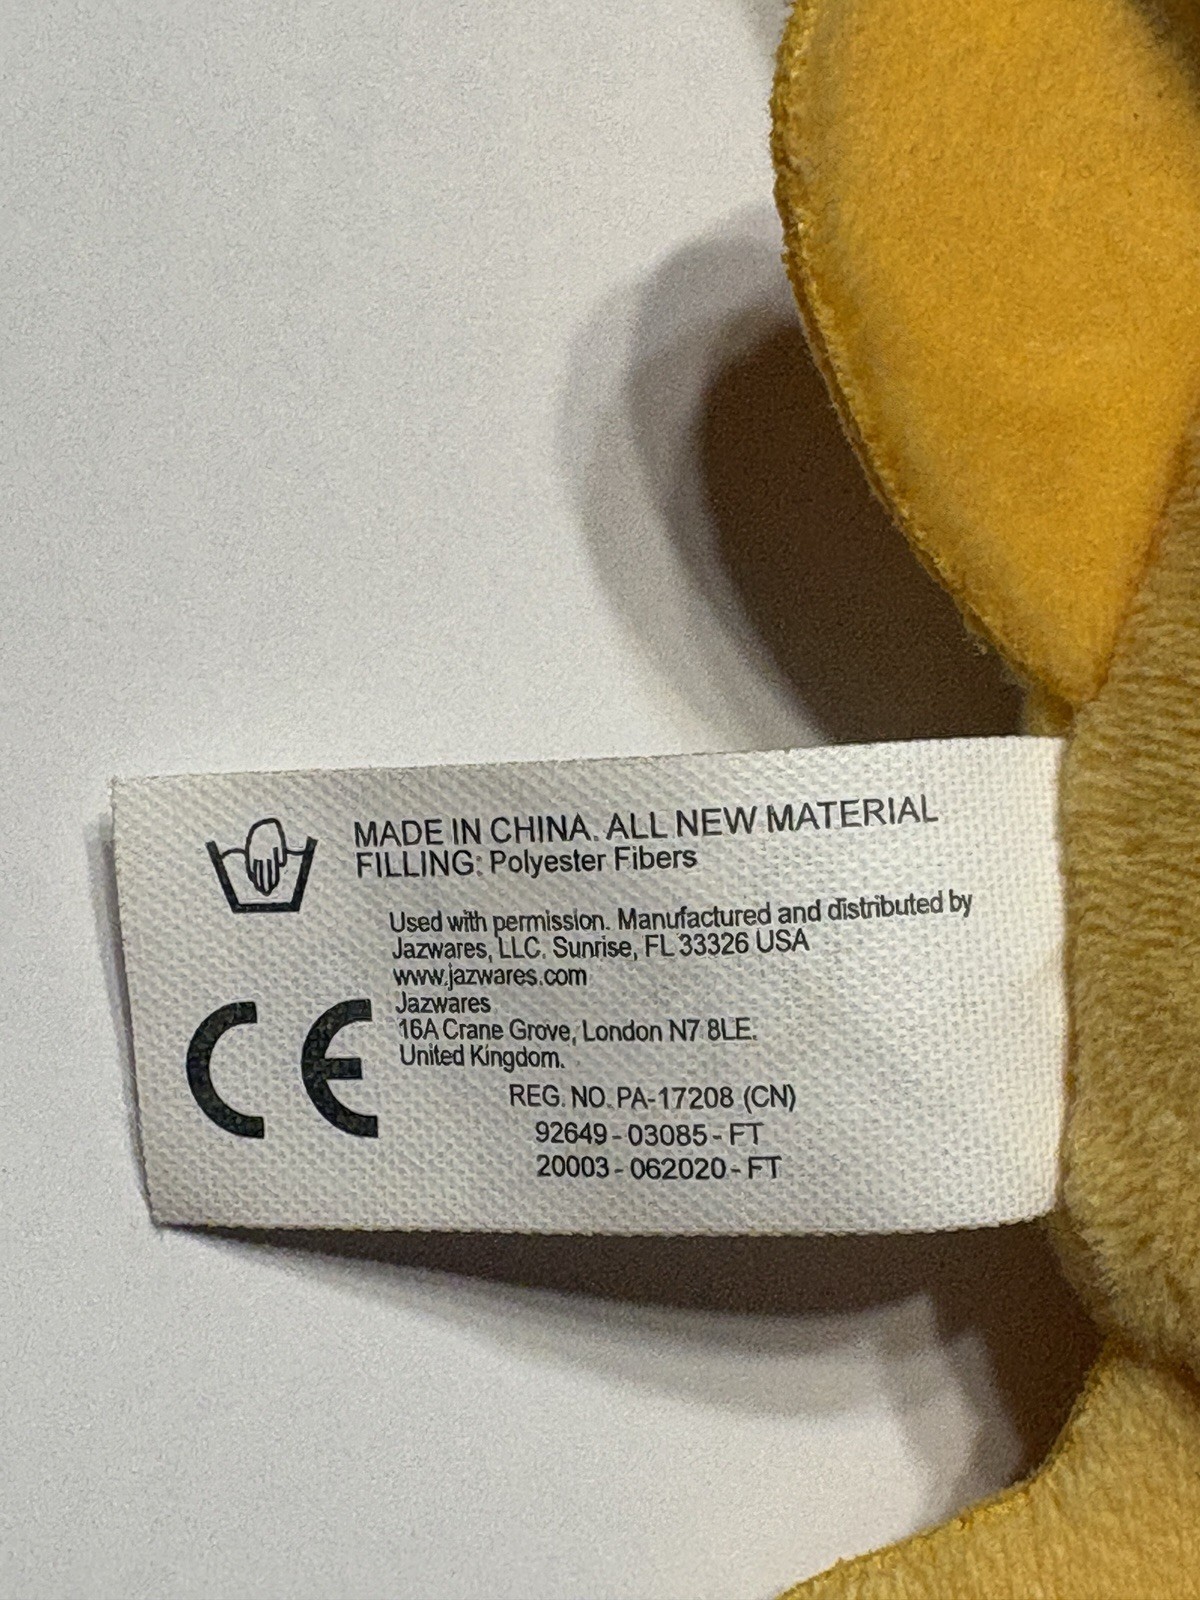 MADE IN CHINA. ALL NEW MATERIAL
FILLING: Polyester Fibers
Used with permission. Manufactured and distributed by
Jazwares, LLC. Sunrise, FL 33326 USA
www.jazwares.com
Jazwares
16A Crane Grove, London N7 8LE.
United Kingdom.
CE
REG. NO. PA-17208 (CN)
92649-03085-FT
20003-062020-FT